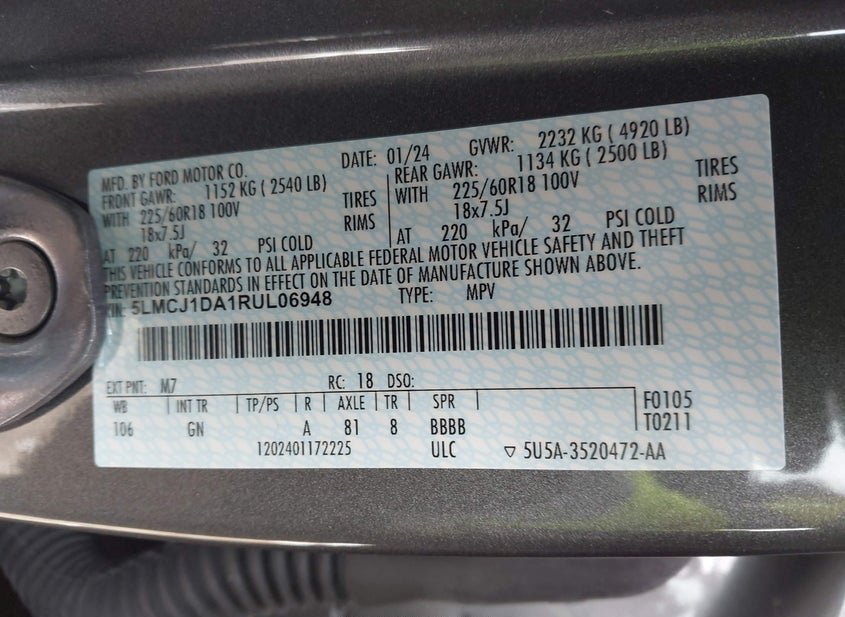 MFD. BY FORD MOTOR CO. DATE: 01/24 GVWR: 2232 KG ( 4920 LB)
FRONT GAWR: 1152 KG ( 2540 LB) REAR GAWR: 1134 KG ( 2500 LB)
WITH 225/60R18 100V TIRES WITH 225/60R18 100V TIRES
18x7.5J RIMS 18x7.5J RIMS
AT 220 kPa/ 32 PSI COLD AT 220 kPa/ 32 PSI COLD
THIS VEHICLE CONFORMS TO ALL APPLICABLE FEDERAL MOTOR VEHICLE SAFETY AND THEFT
PREVENTION STANDARDS IN EFFECT ON THE DATE OF MANUFACTURE SHOWN ABOVE.
VIN: 5LMCJ1DA1RUL06948 TYPE: MPV
EXT PNT: M7 RC: 18 DSO:
WB INT TR TP/PS R AXLE TR SPR F0105
106 GN A 81 8 BBBB T0211
1202401172225 ULC ▽ 5U5A-3520472-AA